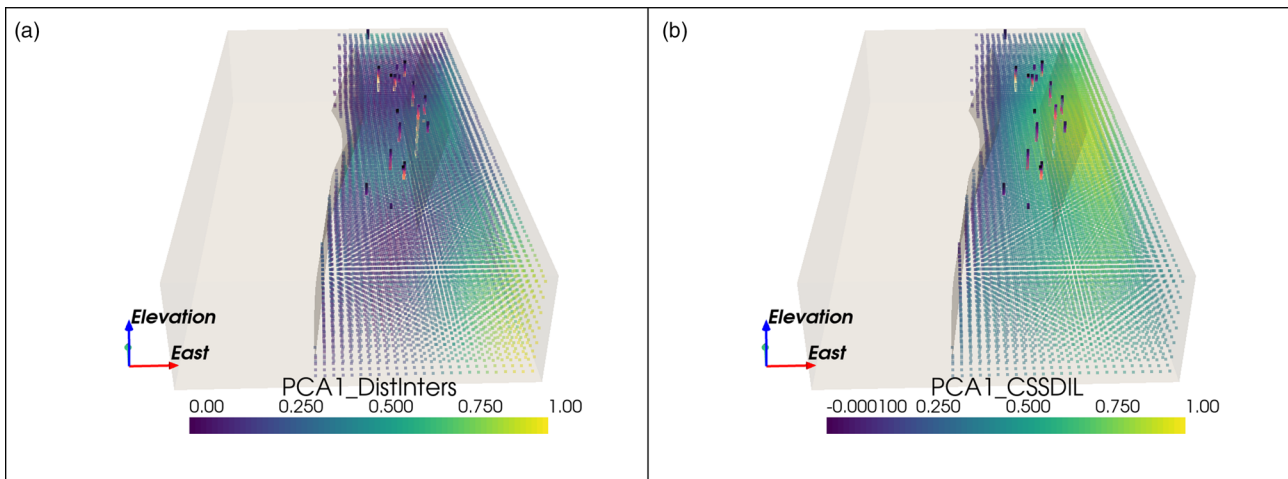 (a)
Elevation
East
PCA1_DistInters
0.00 0.250 0.500 0.750 1.00
(b)
Elevation
East
PCA1_CSSDIL
-0.000100 0.250 0.500 0.750 1.00